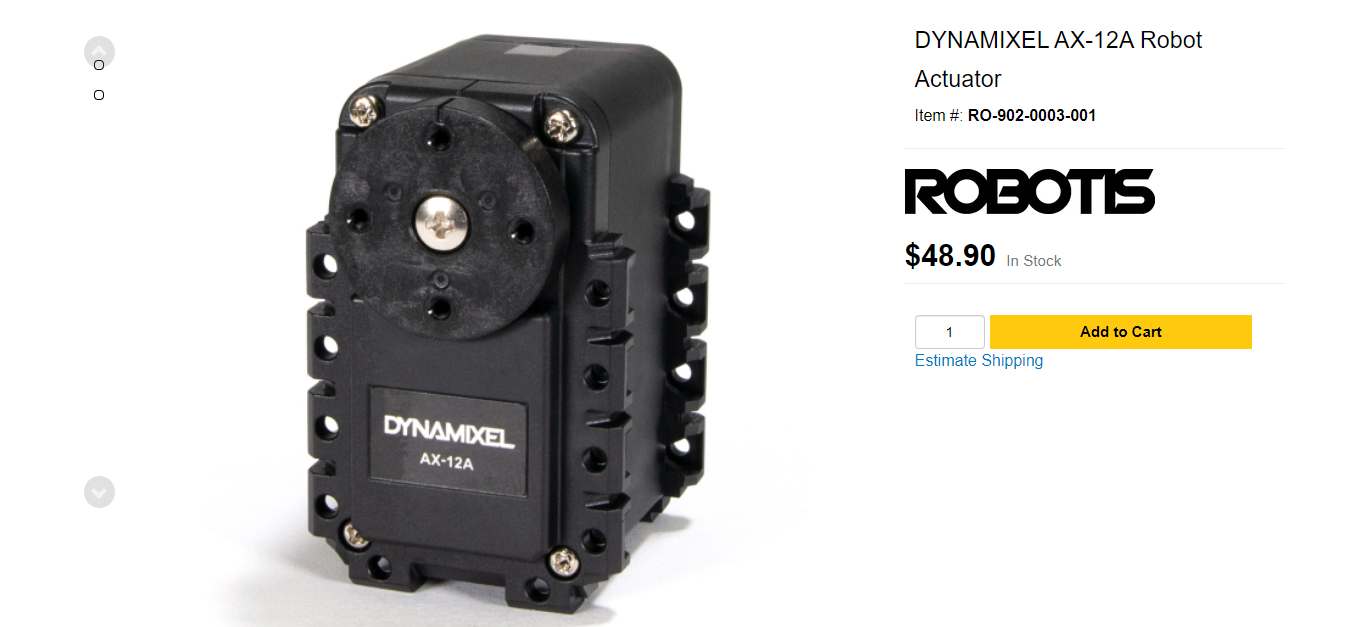 DYNAMIXEL AX-12A Robot
Actuator
Item #: RO-902-0003-001
ROBOTIS
$48.90 In Stock
1
Add to Cart
Estimate Shipping
DYNAMIXEL
AX-12A